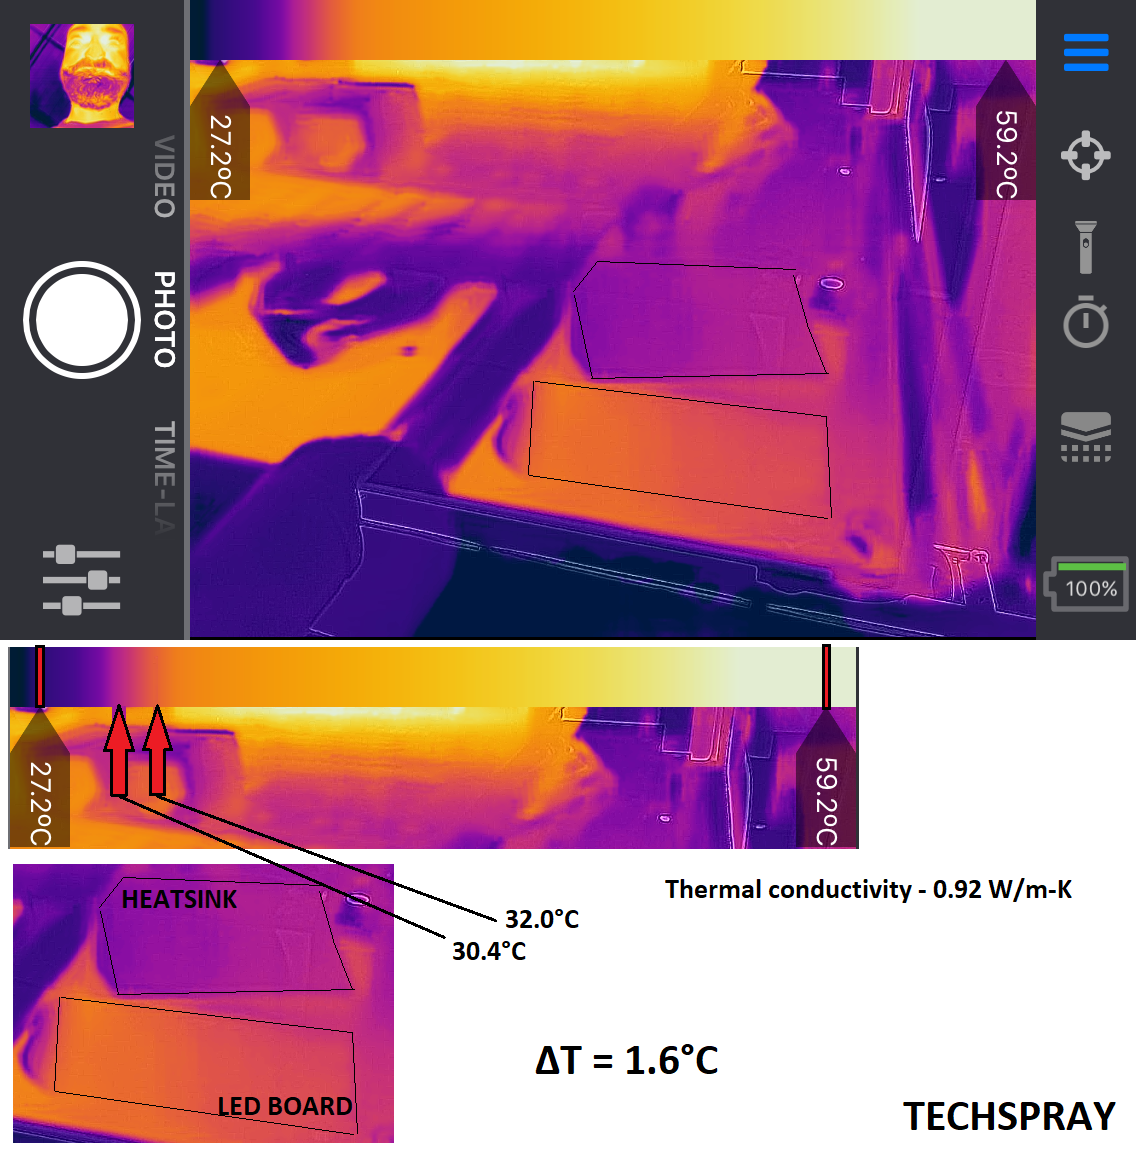 VIDEO
PHOTO
TIME-LA
27.2°C
59.2°C
100%
27.2°C
59.2°C
HEATSINK
32.0°C
30.4°C
LED BOARD
Thermal conductivity - 0.92 W/m-K
ΔT = 1.6°C
TECHSPRAY